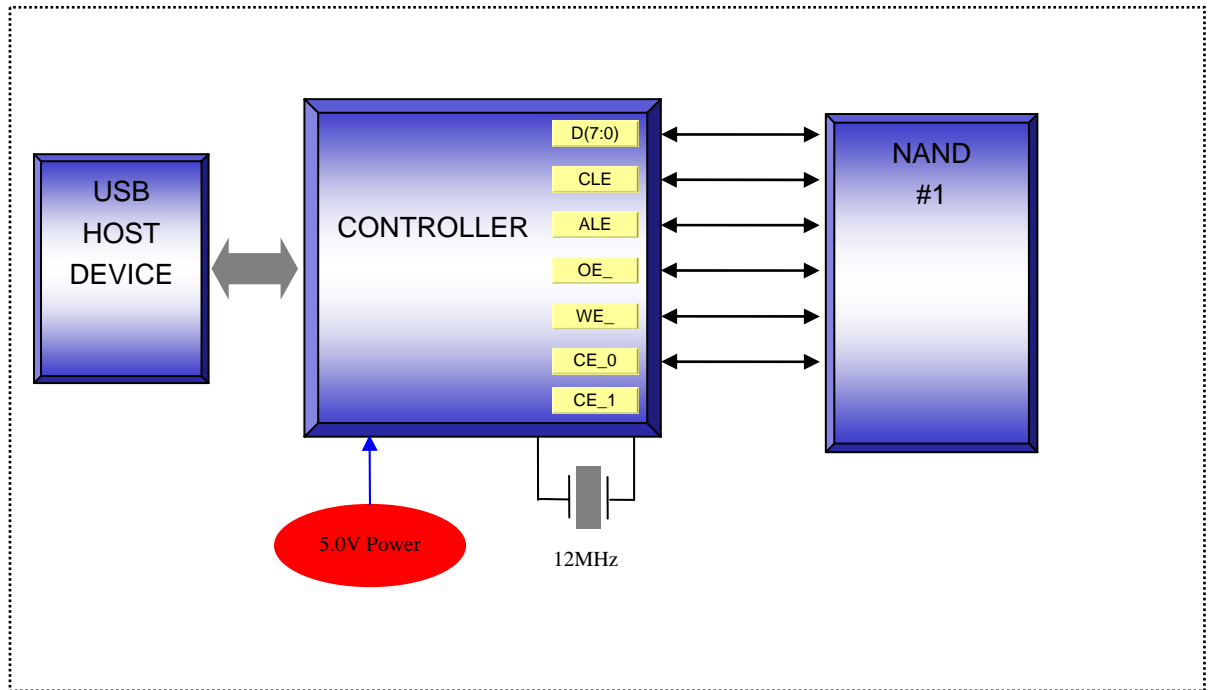 USB
HOST
DEVICE
CONTROLLER
D(7:0)
CLE
ALE
OE_
WE_
CE_0
CE_1
NAND
#1
5.0V Power
12MHz